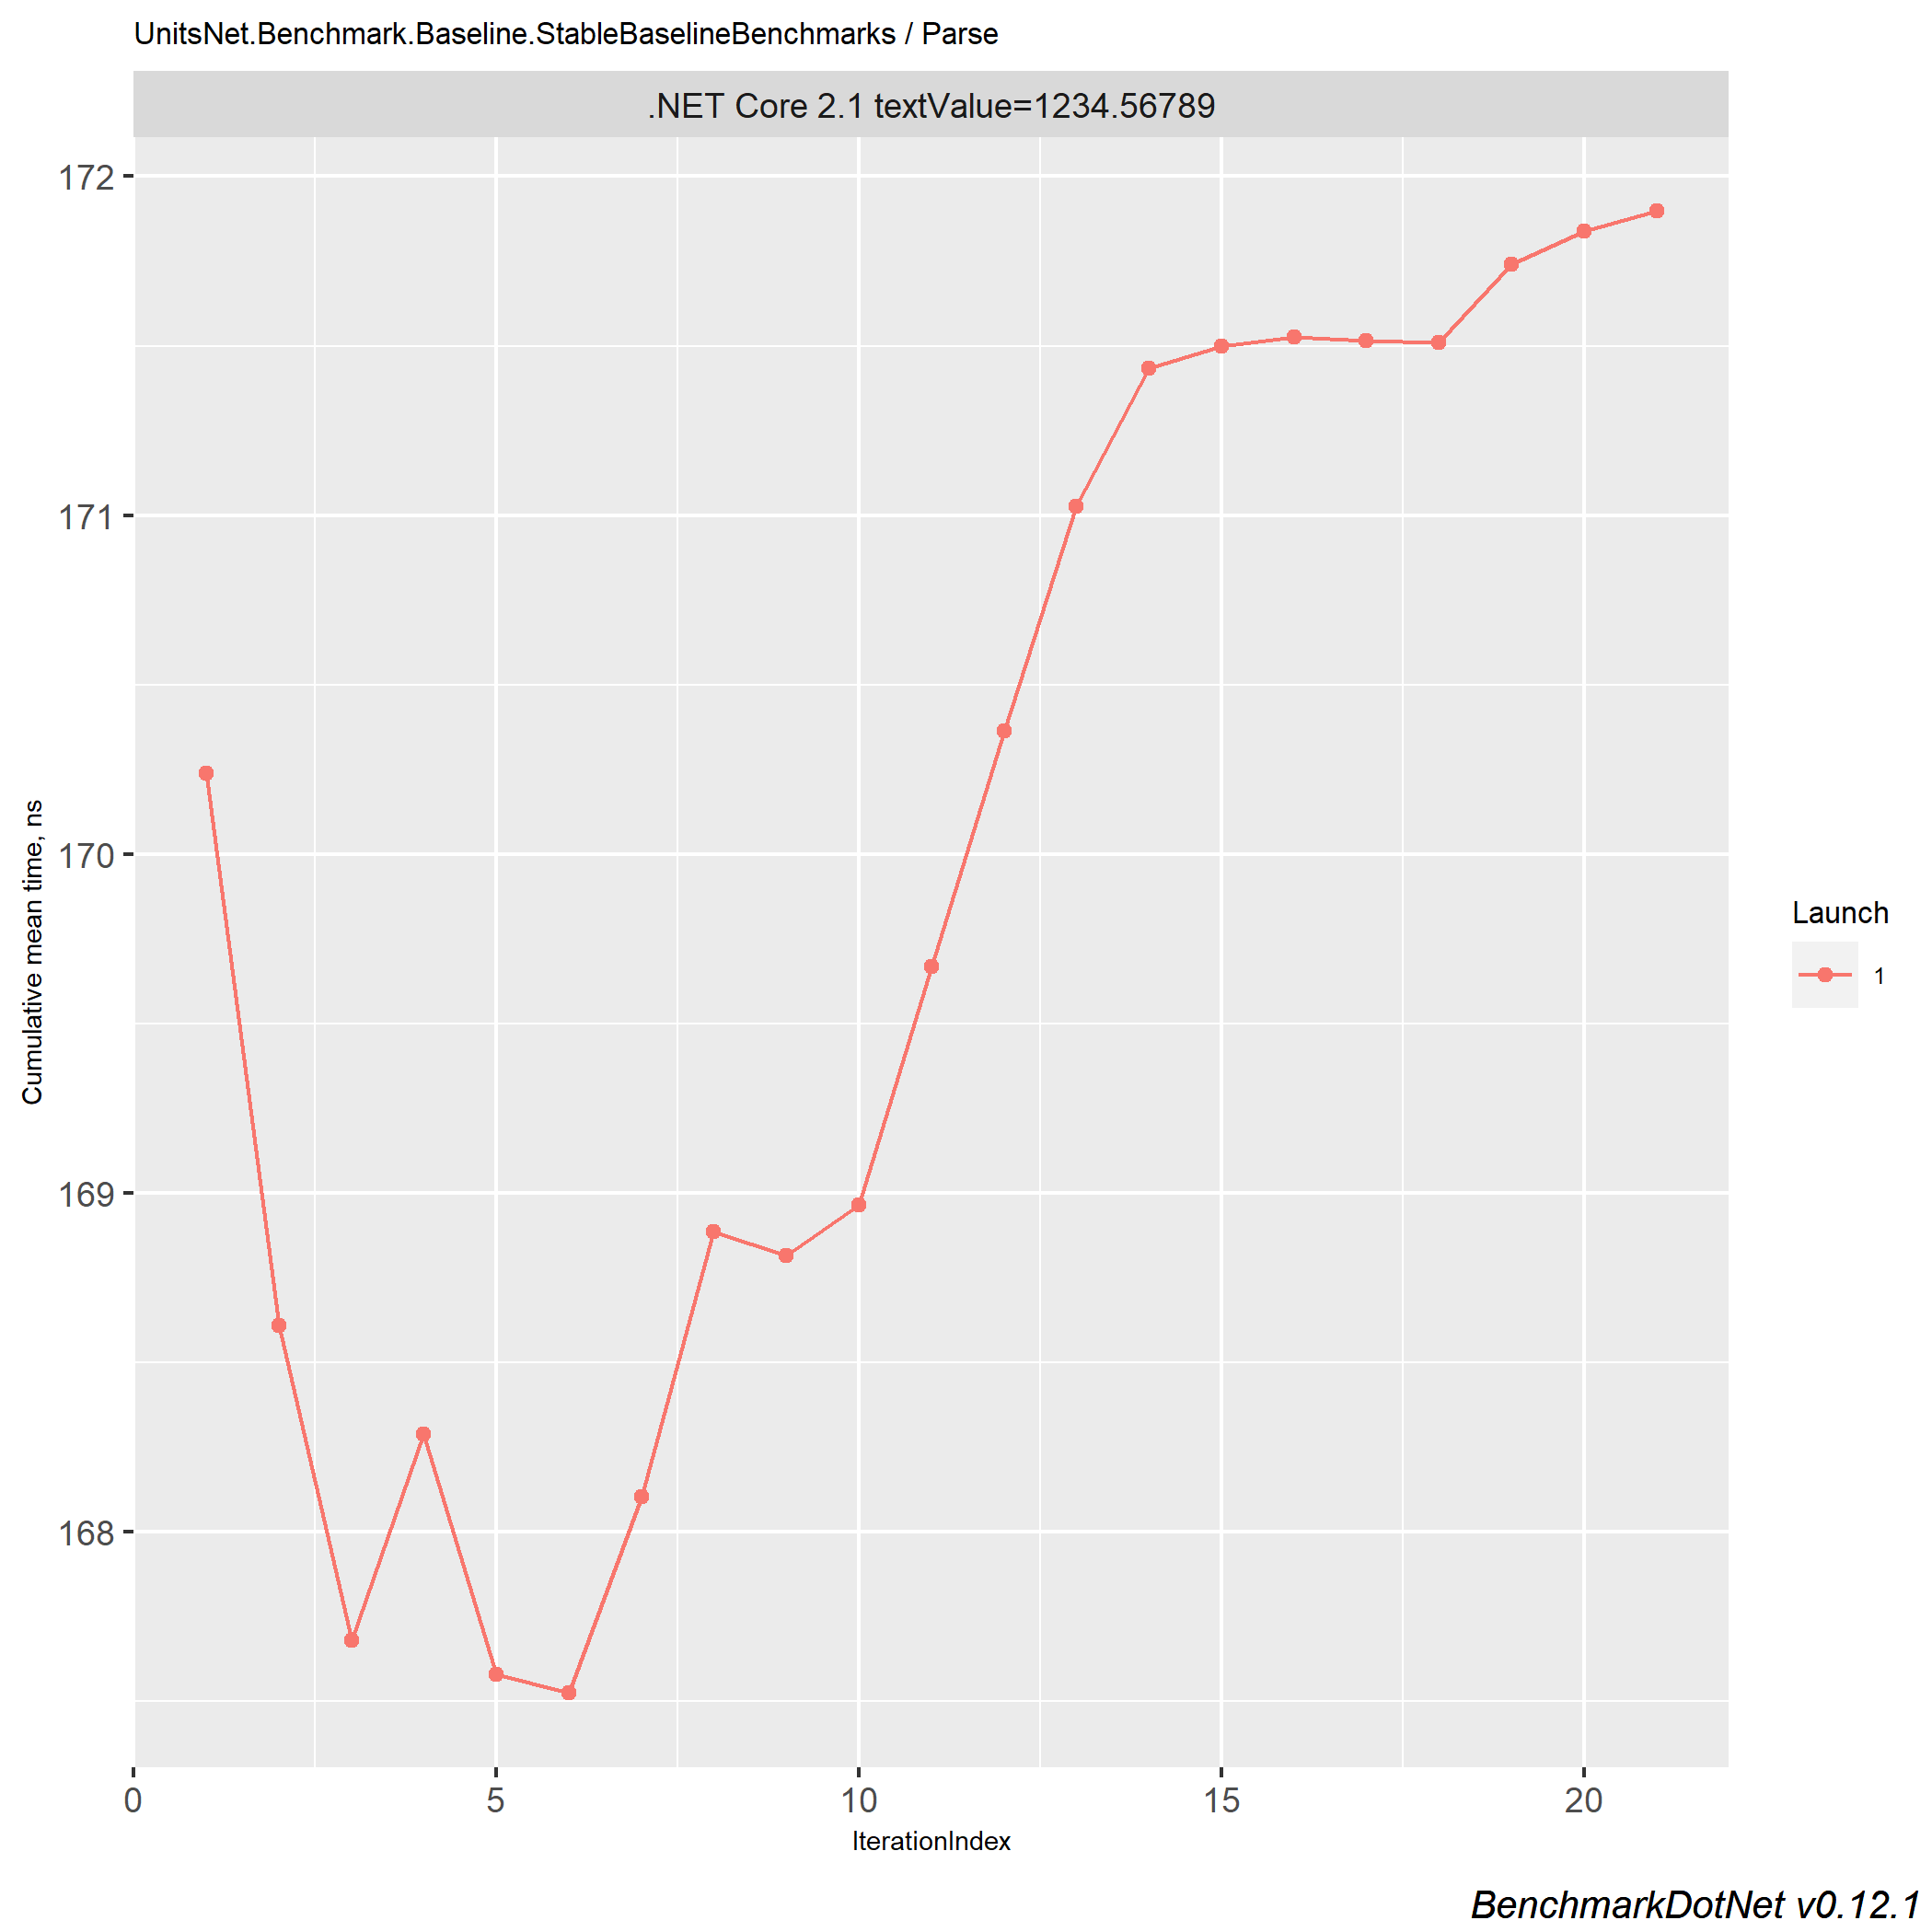 UnitsNet.Benchmark.Baseline.StableBaselineBenchmarks / Parse
.NET Core 2.1 textValue=1234.56789
172
171
170
169
168
Cumulative mean time, ns
0 5 10 15 20
IterationIndex
Launch
1
BenchmarkDotNet v0.12.1